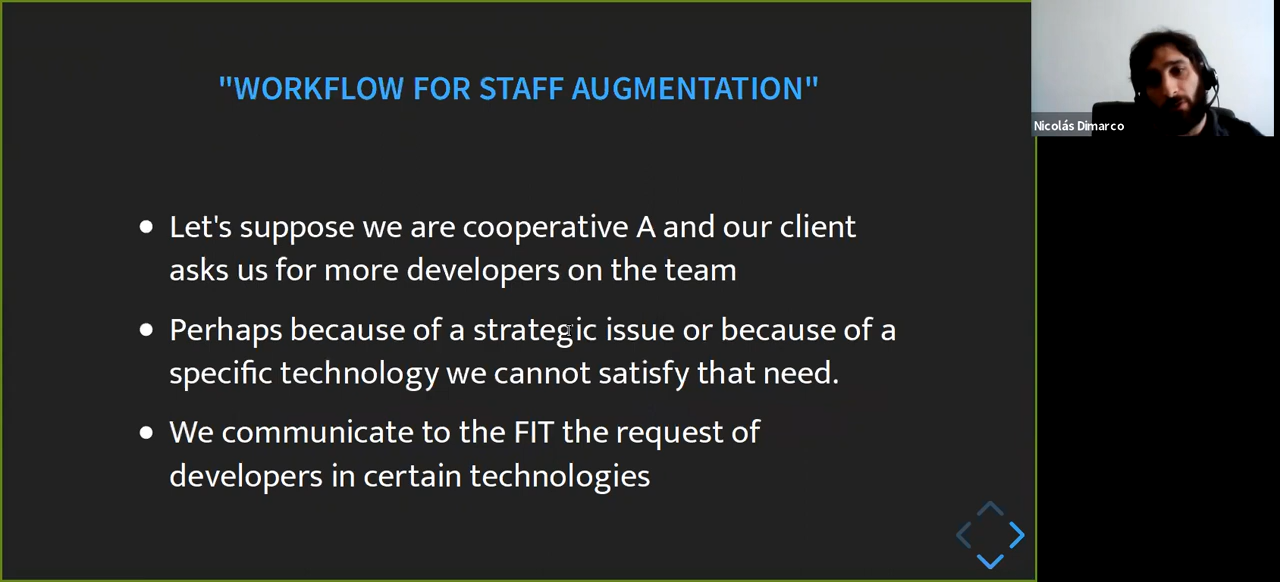 "WORKFLOW FOR STAFF AUGMENTATION"
Nicolás Dimarco
Let's suppose we are cooperative A and our client
asks us for more developers on the team
Perhaps because of a strategic issue or because of a
specific technology we cannot satisfy that need.
We communicate to the FIT the request of
developers in certain technologies